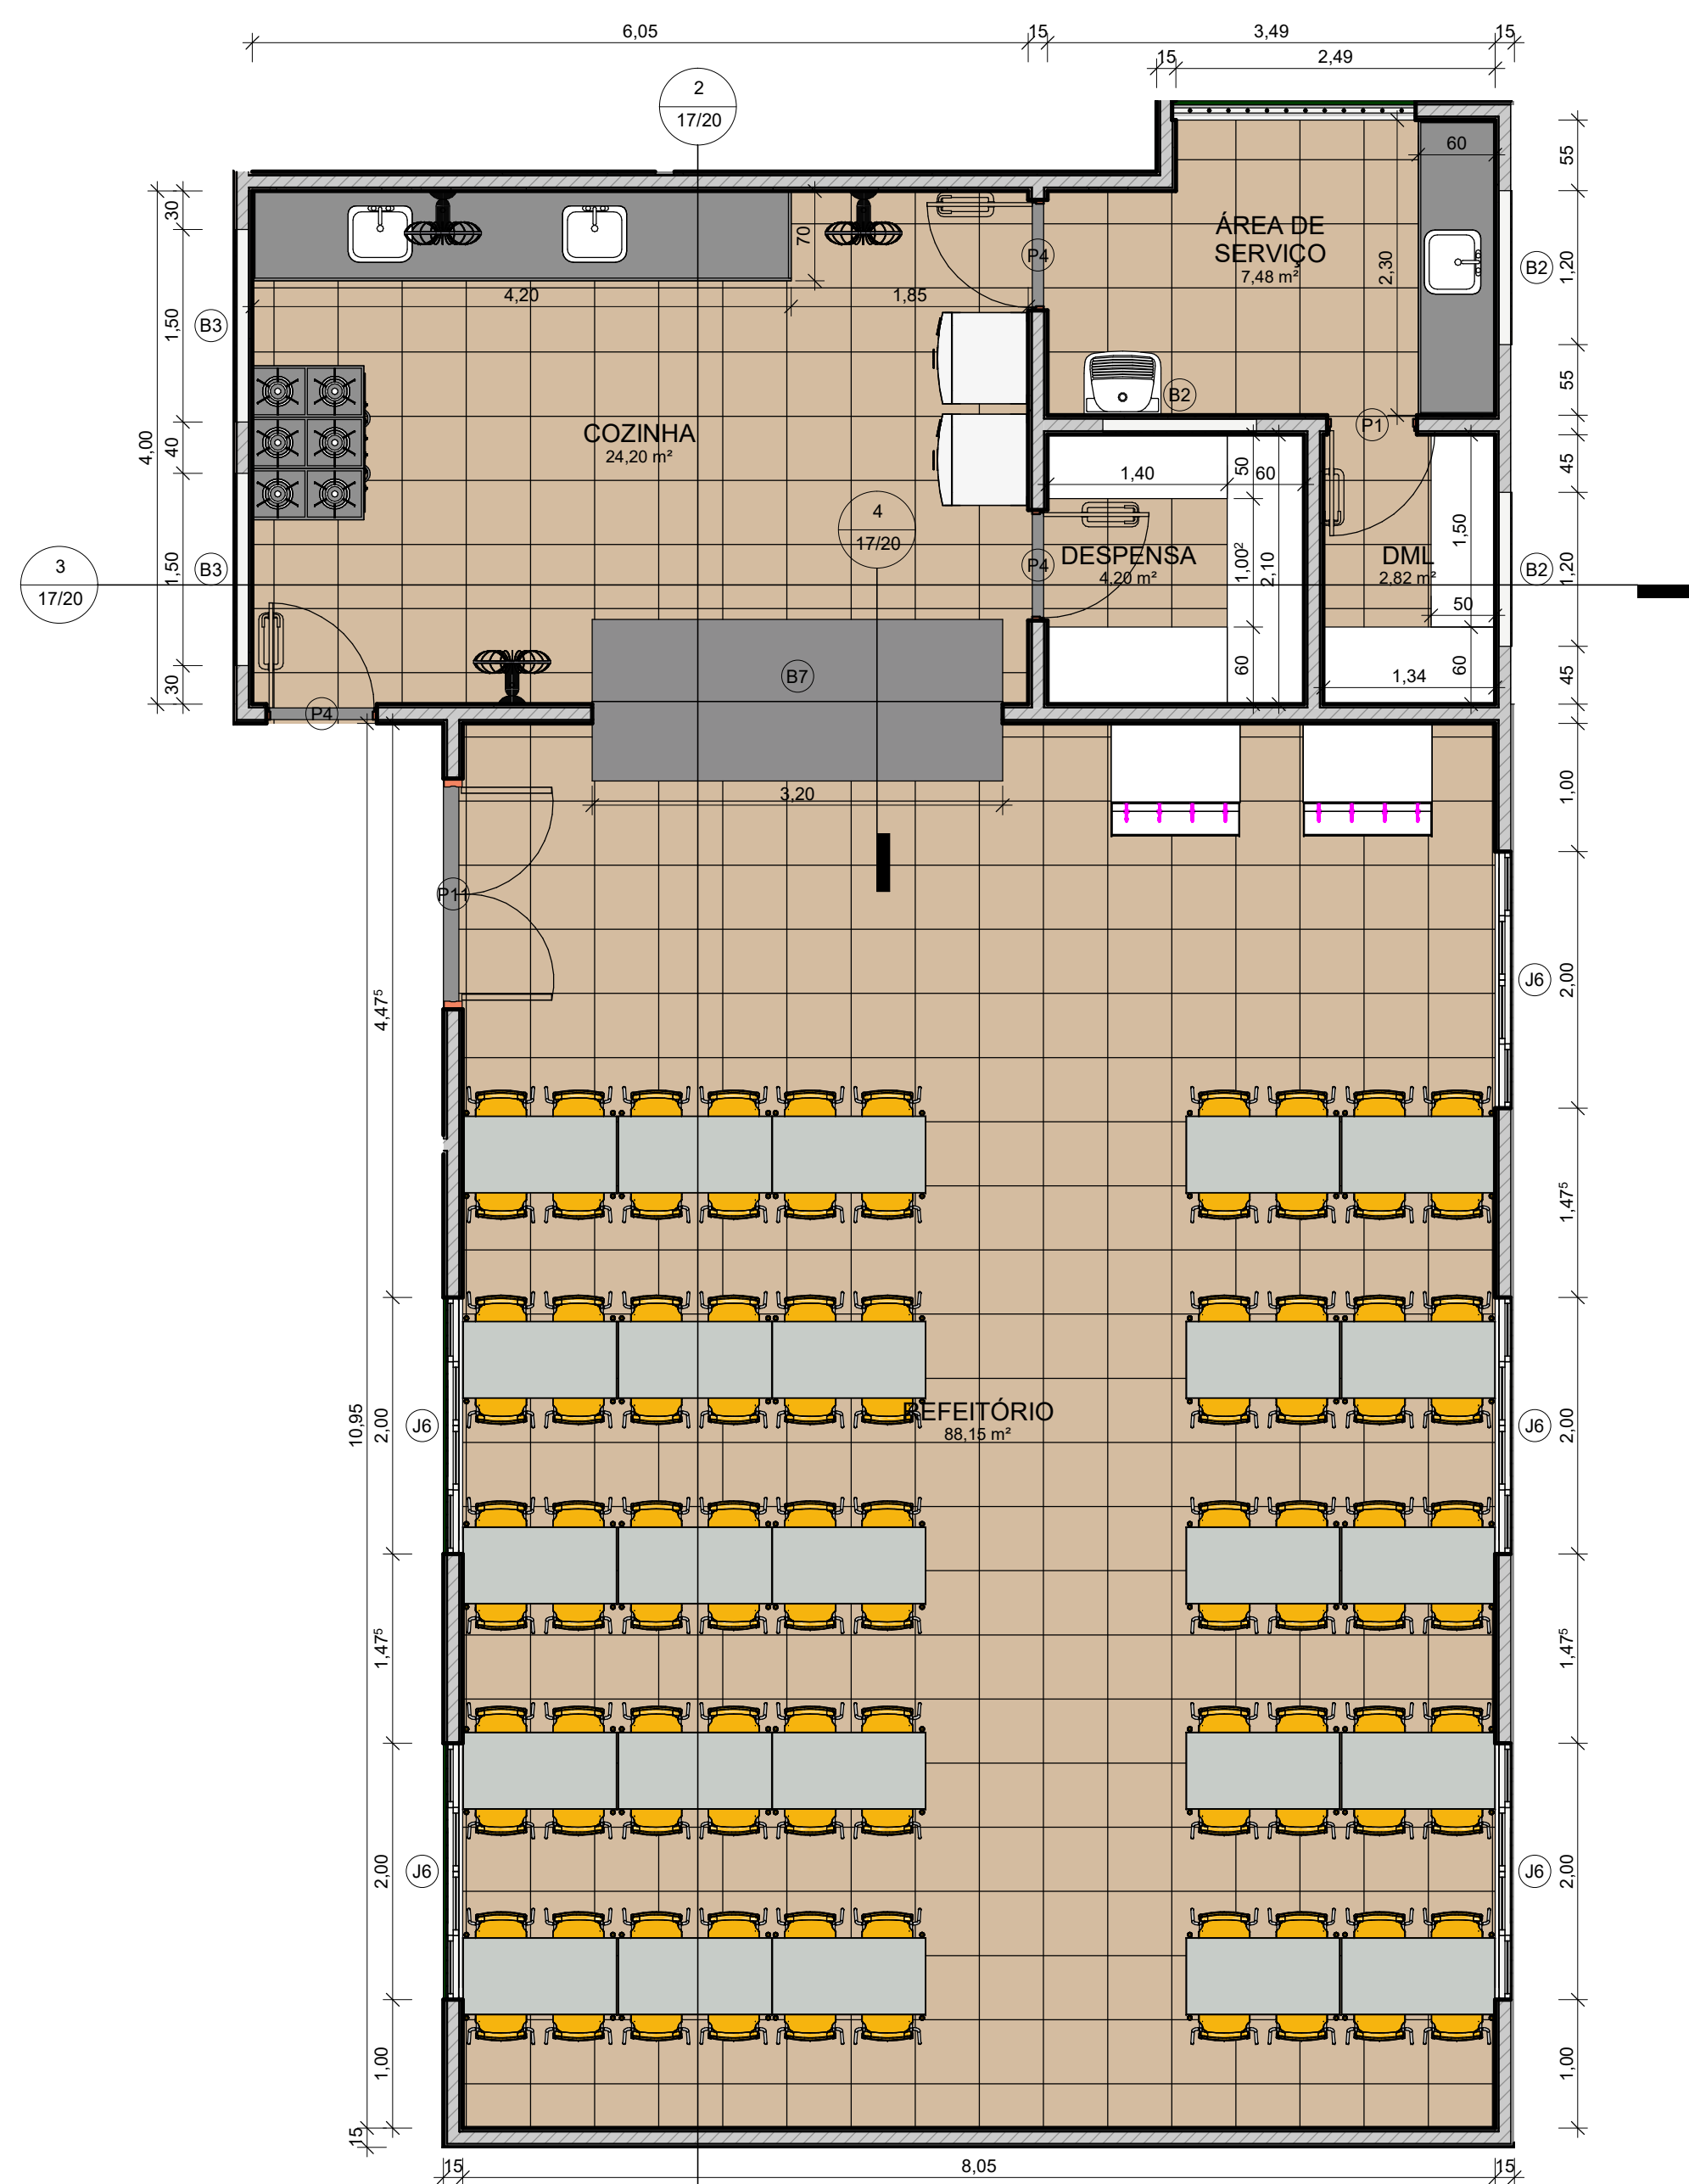 6,05
15
3,49
15
15
2,49
2
17/20
60
55
30
70
P4
ÁREA DE
SERVIÇO
7,48 m²
2,30
B2
1,20
4,20
1,85
B3
1,50
55
B2
P1
4,00
40
COZINHA
24,20 m²
1,40
50
60
45
4
17/20
1,50
3
17/20
B3
1,50
P4
DESPENSA
4,20 m²
1,00²
2,10
DML
2,82 m²
B2
1,20
50
B7
60
1,34
60
45
30
P4
3,20
1,00
P11
J6
2,00
4,47⁵
1,47⁵
REFEITÓRIO
88,15 m²
10,95
2,00
J6
J6
2,00
1,47⁵
1,47⁵
2,00
J6
J6
2,00
1,00
1,00
15
15
8,05
15